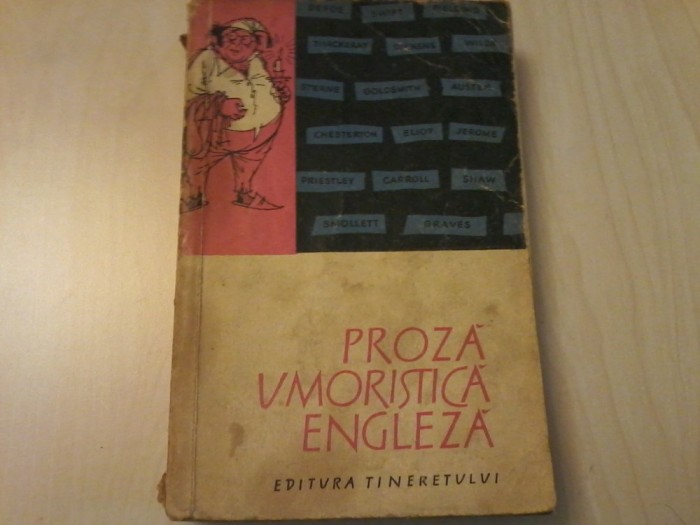 DEFOE SWIFT
THACKERAY DICKENS WILDE
STERNE GOLDSMITH AUSTEN
CHESTERTON ELIOT JEROME
PRIESTLEY CARROLL SHAW
SMOLLETT GRAVES
PROZĂ
UMORISTICĂ
ENGLEZĂ
EDITURA TINERETULUI